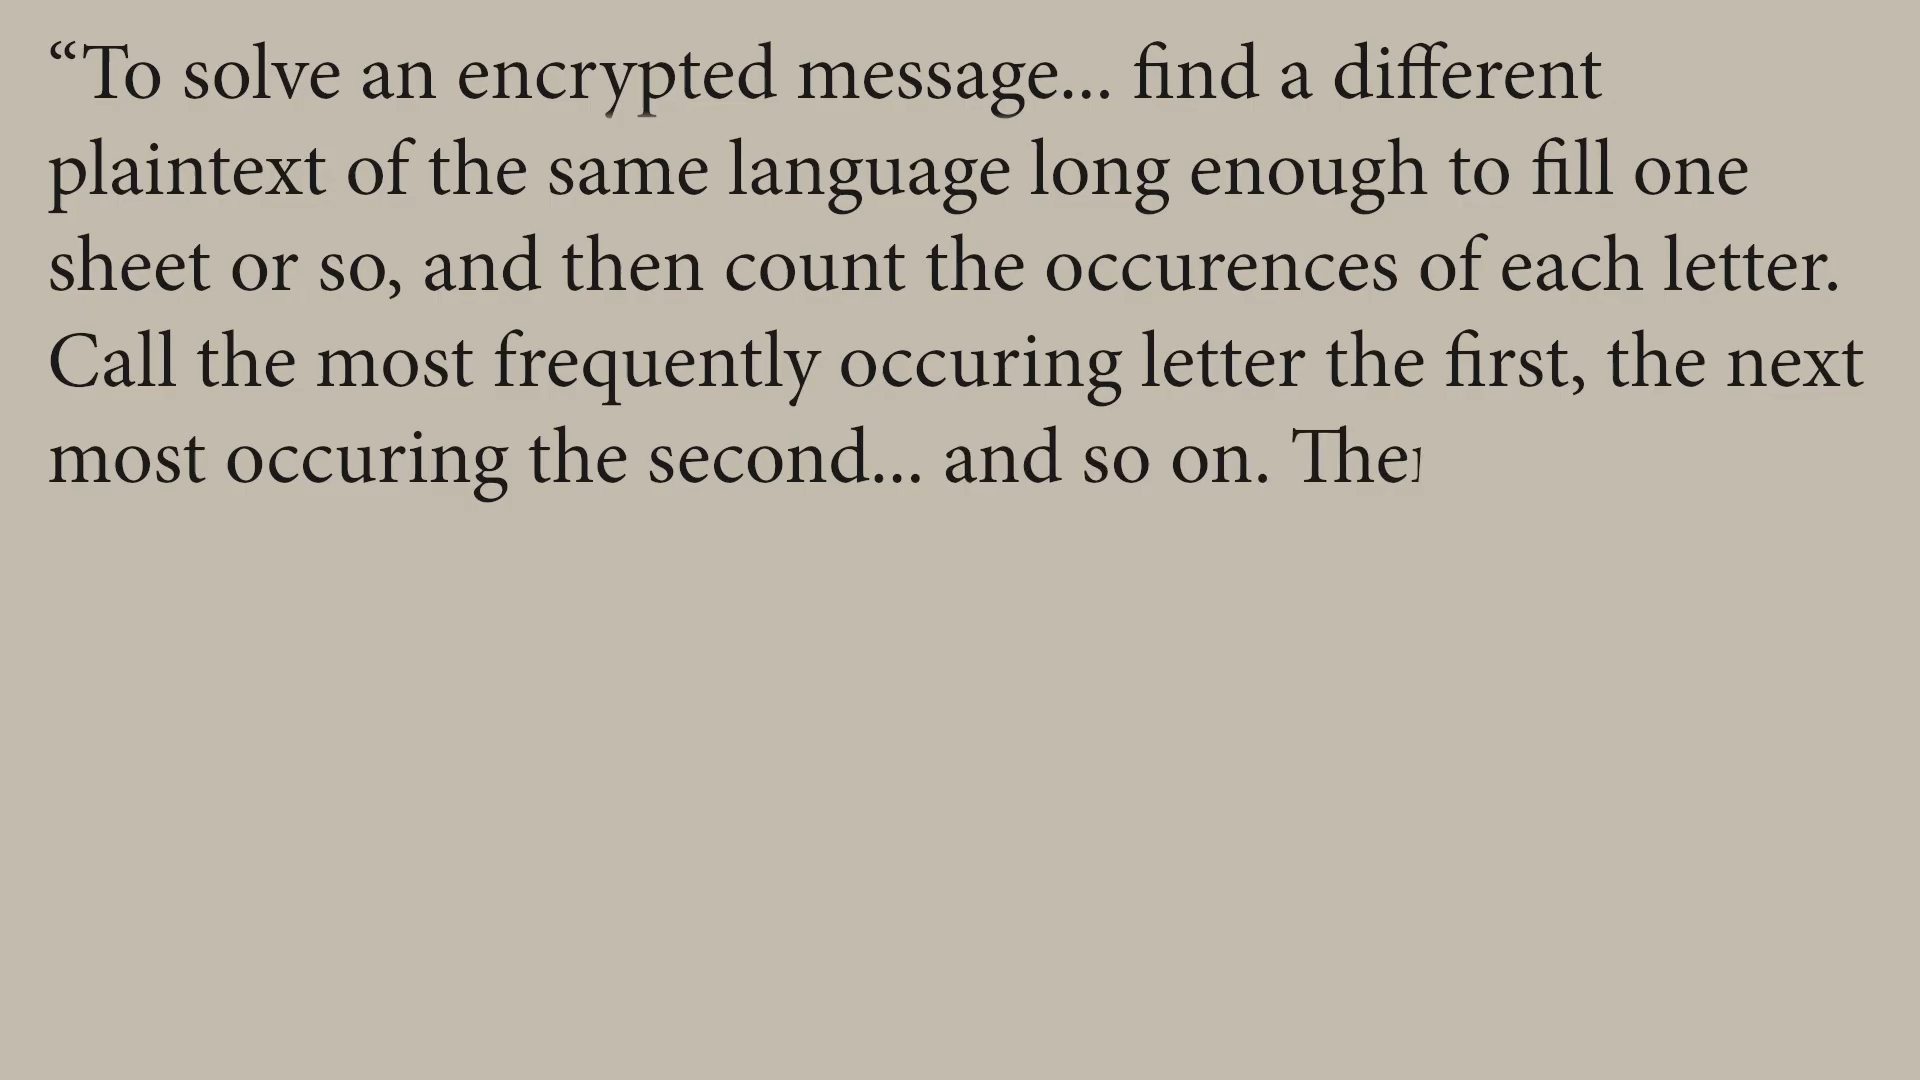 “To solve an encrypted message... find a different
plaintext of the same language long enough to fill one
sheet or so, and then count the occurences of each letter.
Call the most frequently occuring letter the first, the next
most occuring the second... and so on. The